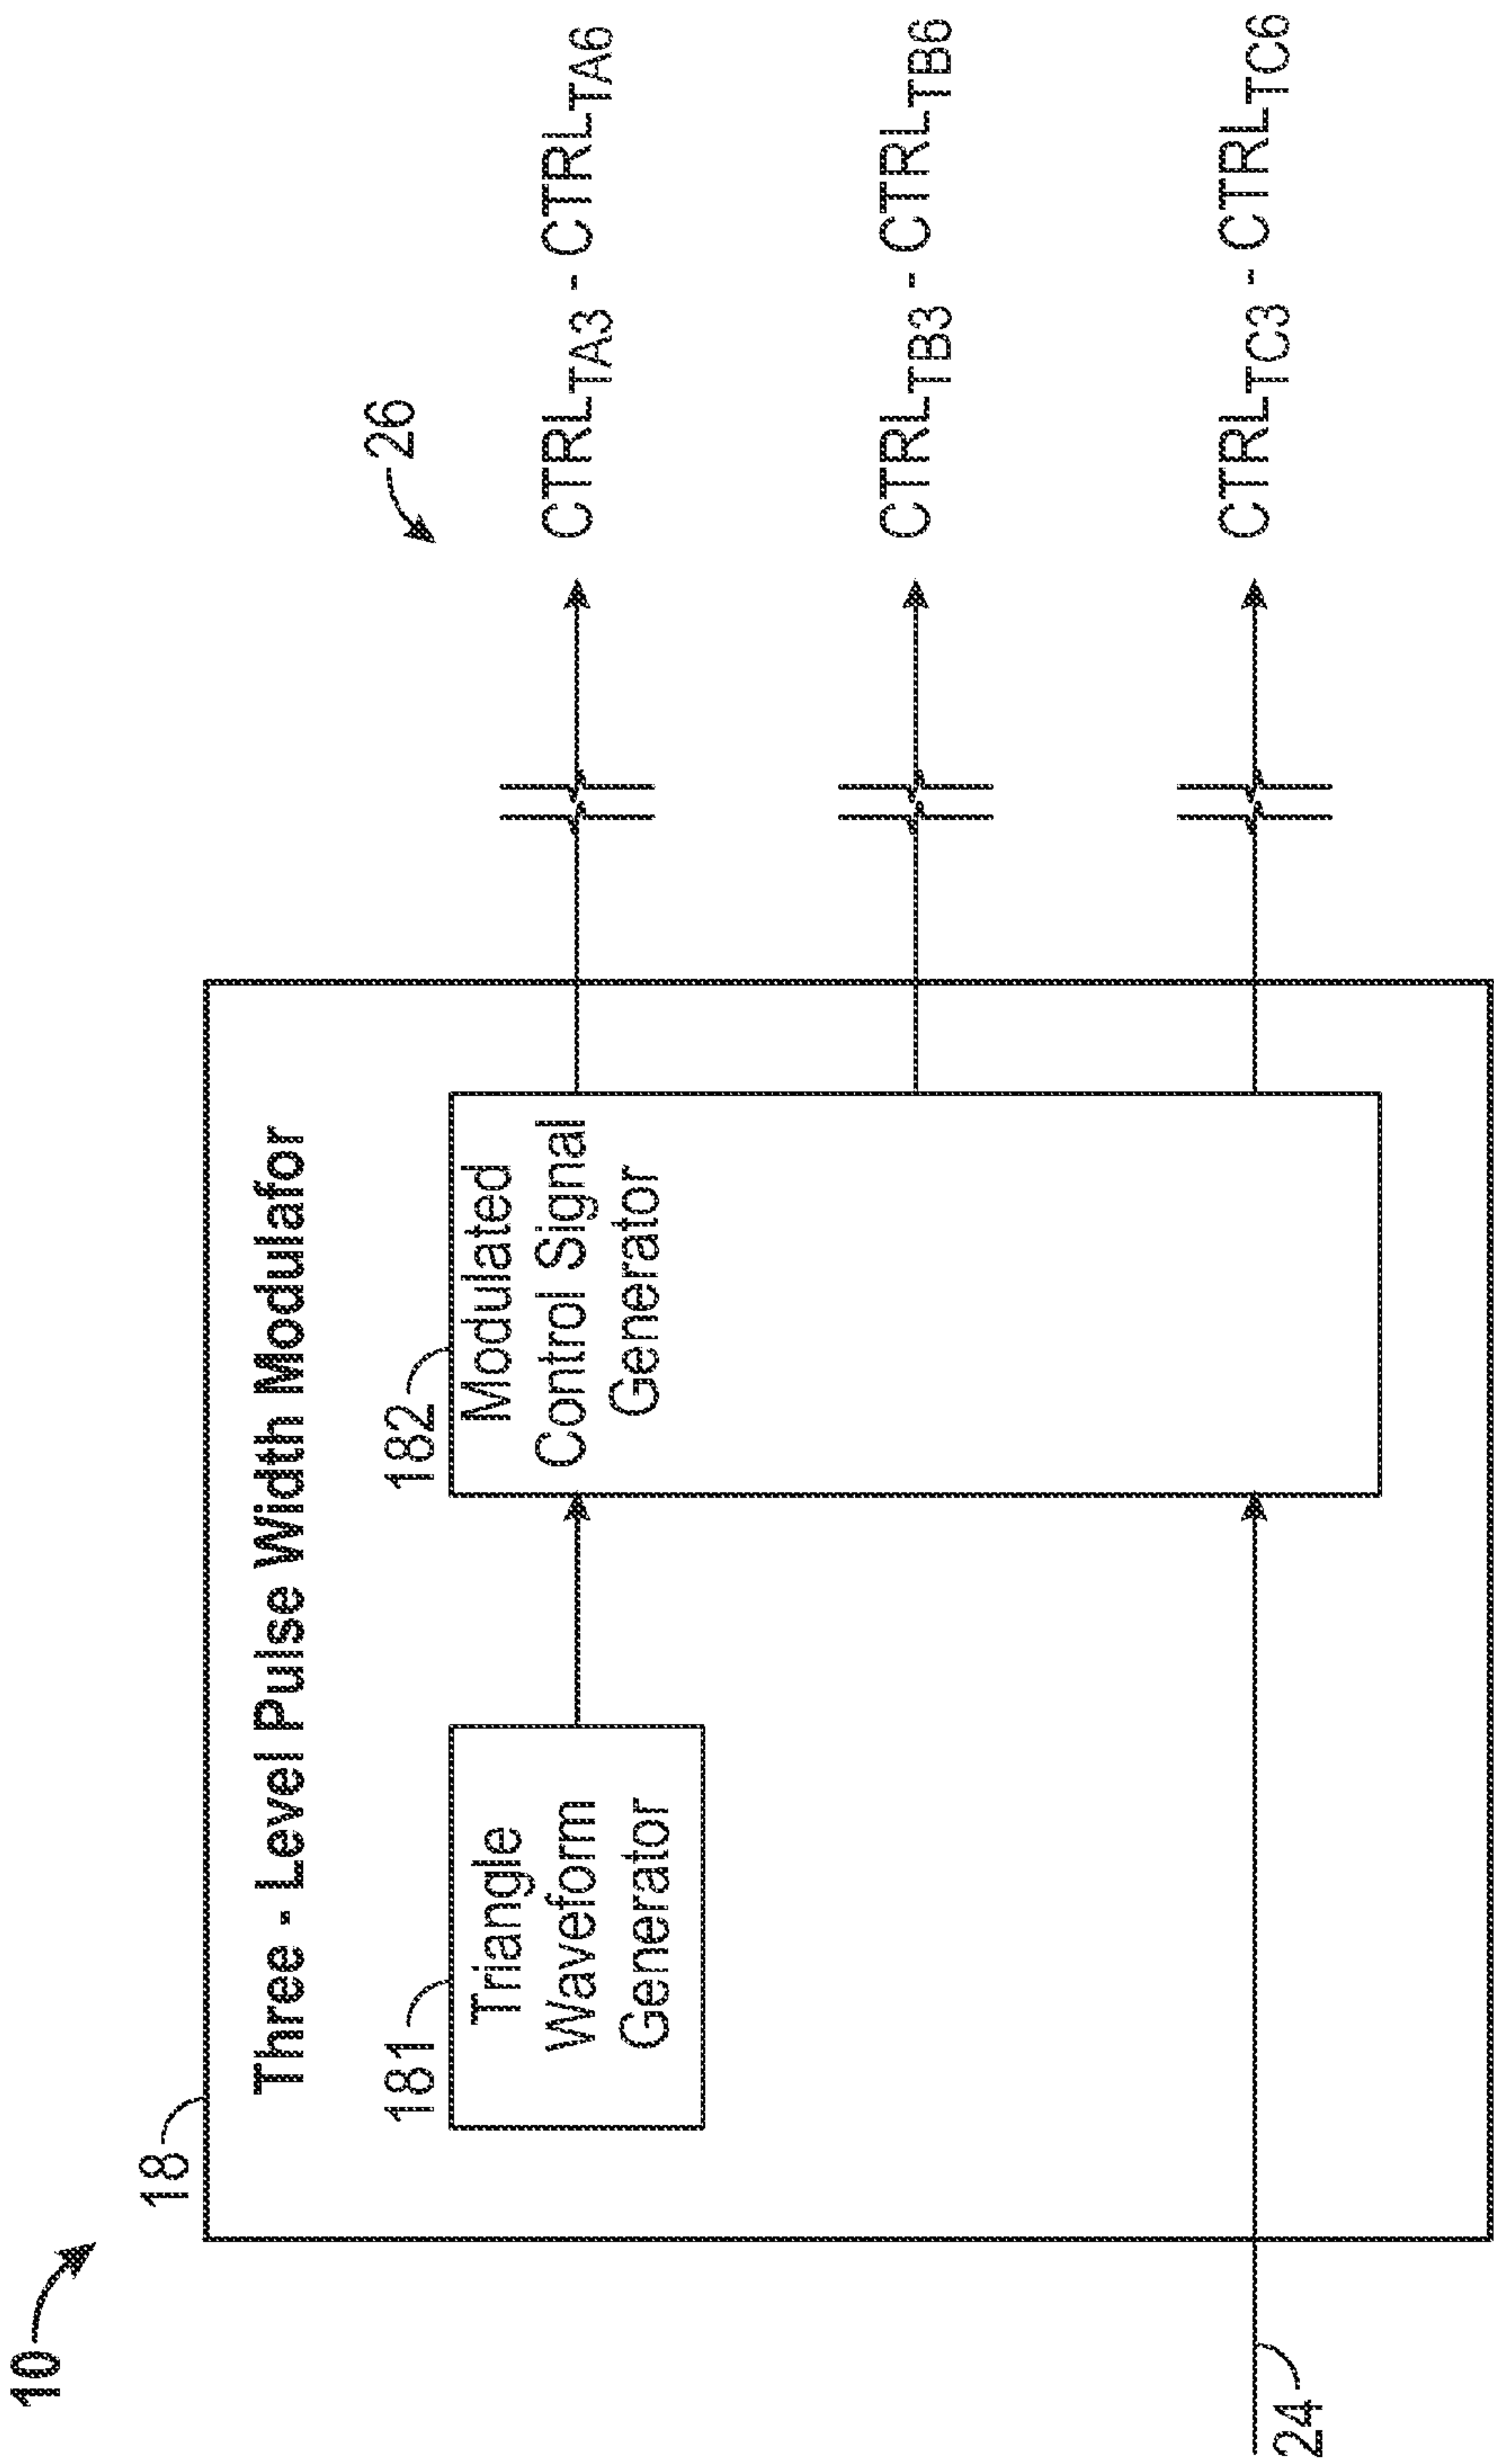 10
18
Three - Level Pulse Width Modulafor
181
Triangle
Waveform
Generator
182
Modulated
Control Signal
Generator
26
CTRLTA3 - CTRLTA6
CTRLTB3 - CTRLTB6
CTRLTC3 - CTRLTC6
24